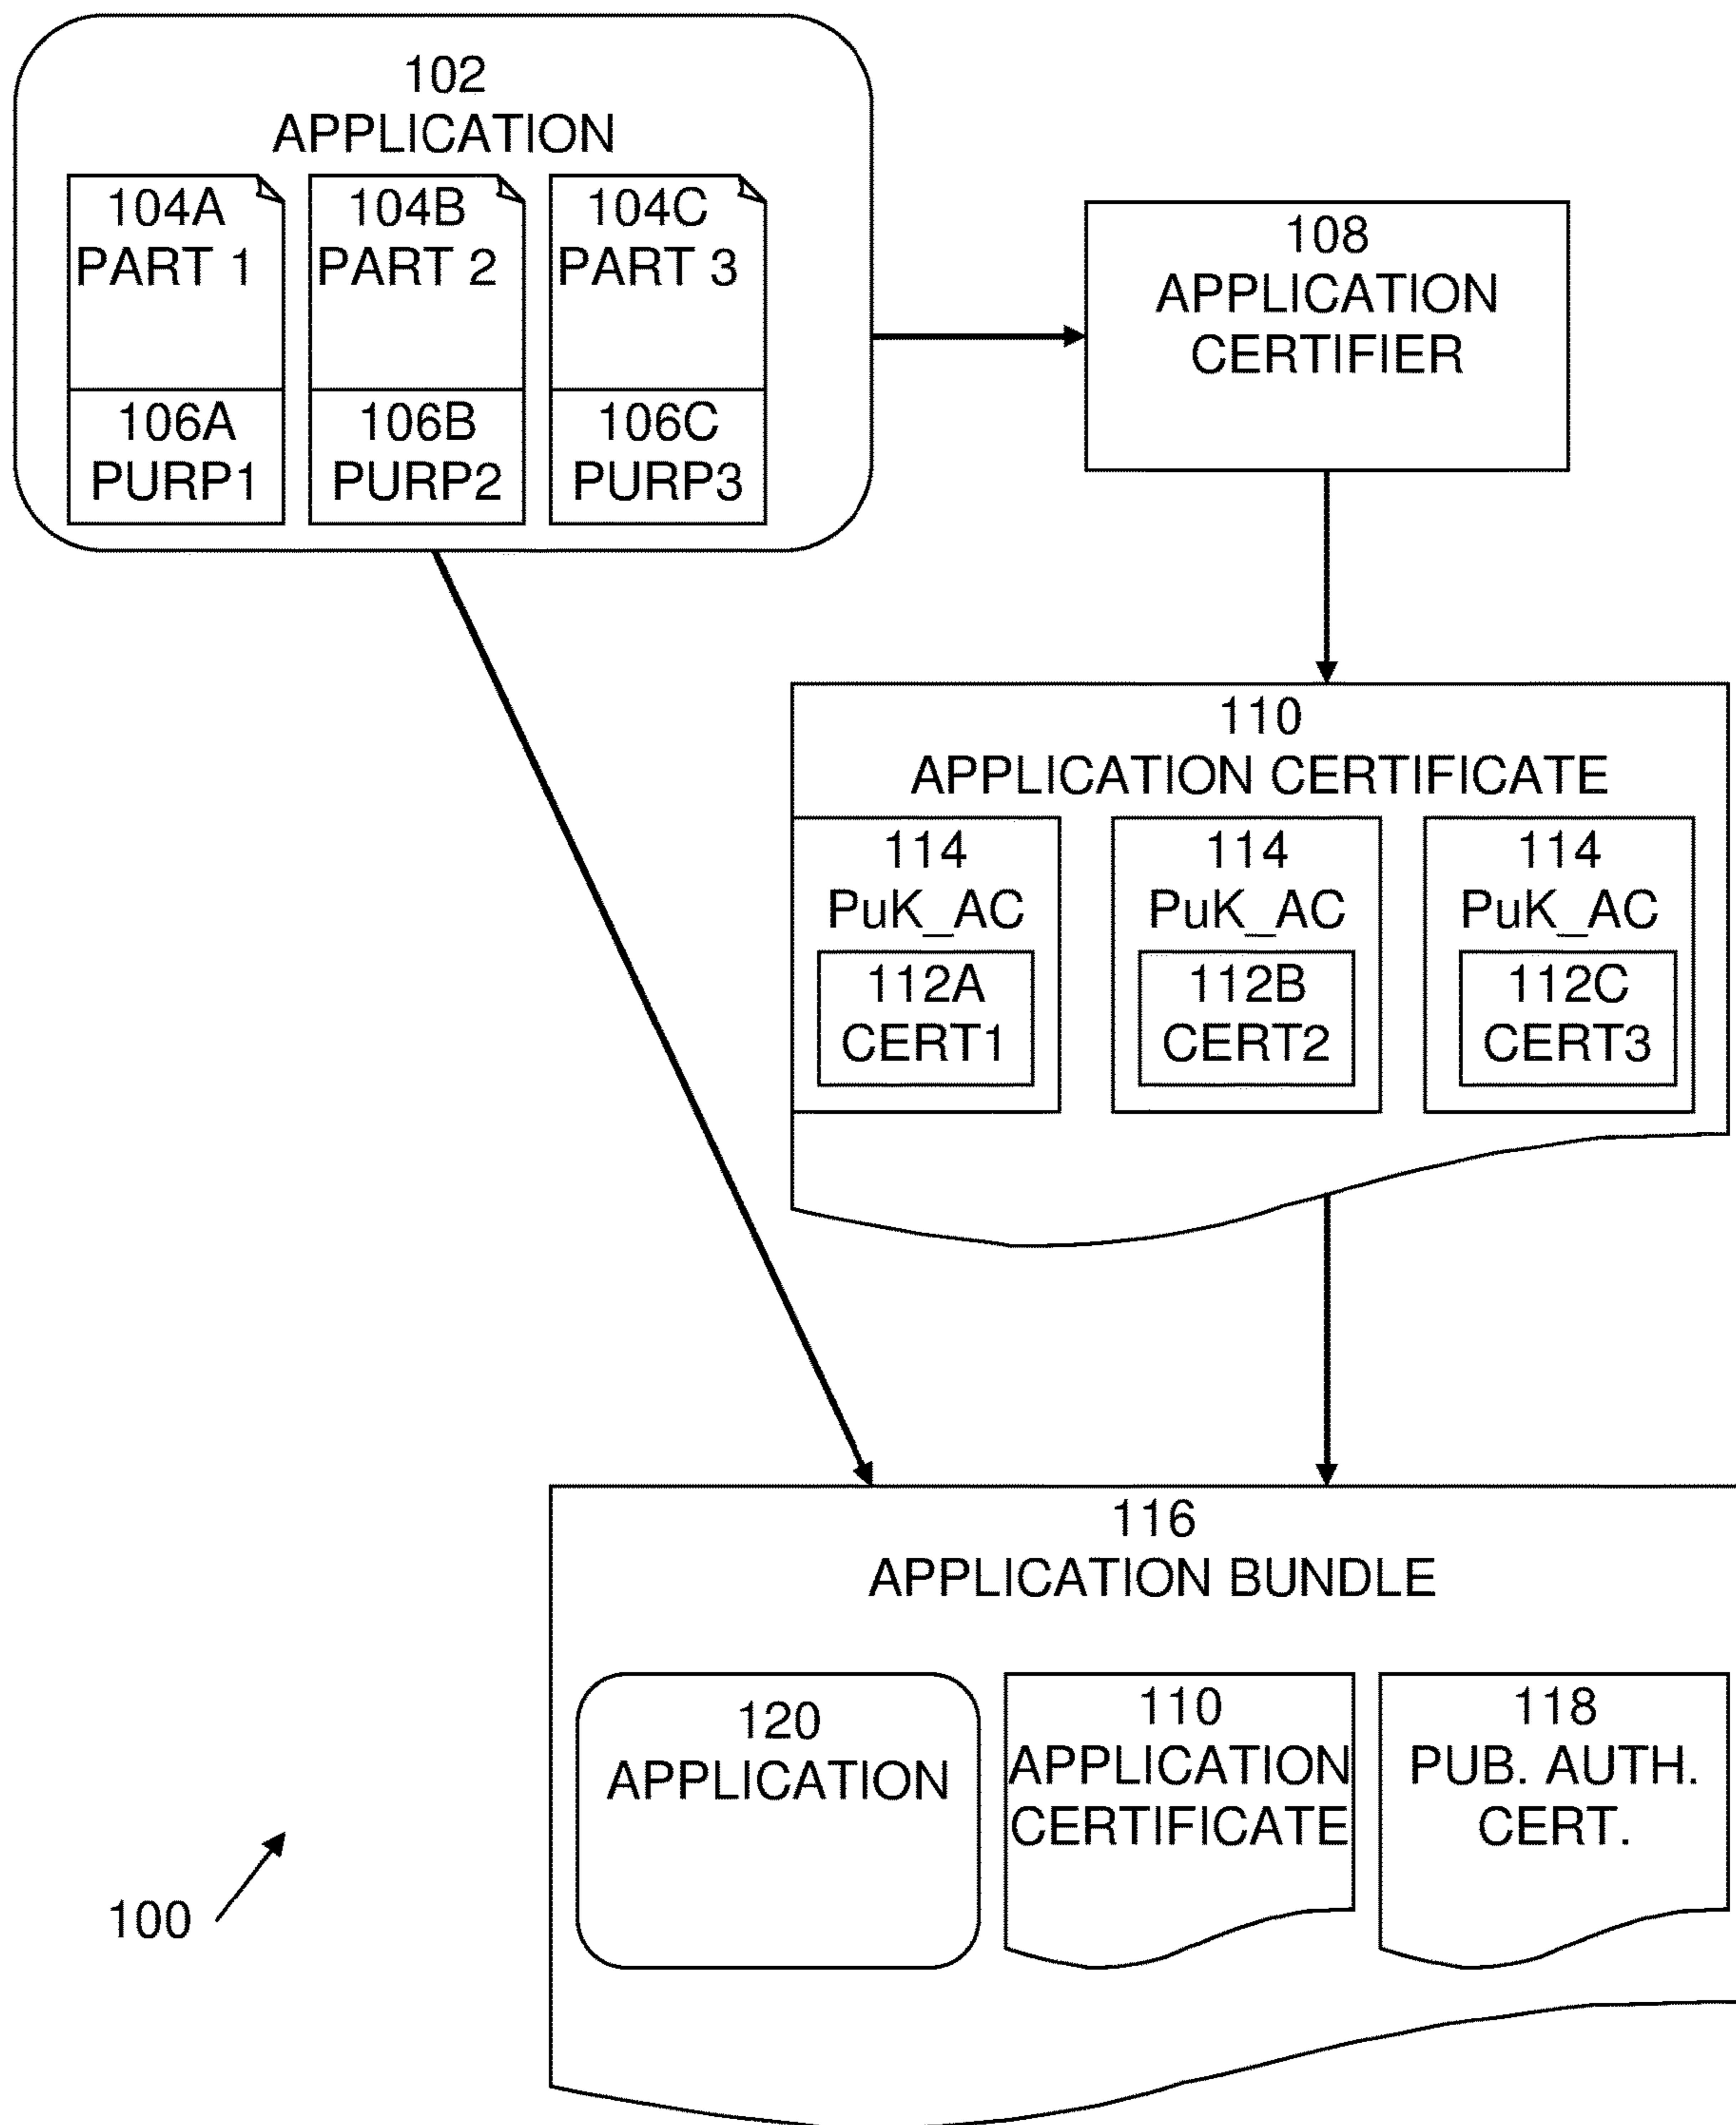 102
APPLICATION
104A
PART 1
106A
PURP1
104B
PART 2
106B
PURP2
104C
PART 3
106C
PURP3
108
APPLICATION
CERTIFIER
110
APPLICATION CERTIFICATE
114
PuK_AC
112A
CERT1
114
PuK_AC
112B
CERT2
114
PuK_AC
112C
CERT3
116
APPLICATION BUNDLE
120
APPLICATION
110
APPLICATION
CERTIFICATE
118
PUB. AUTH.
CERT.
100